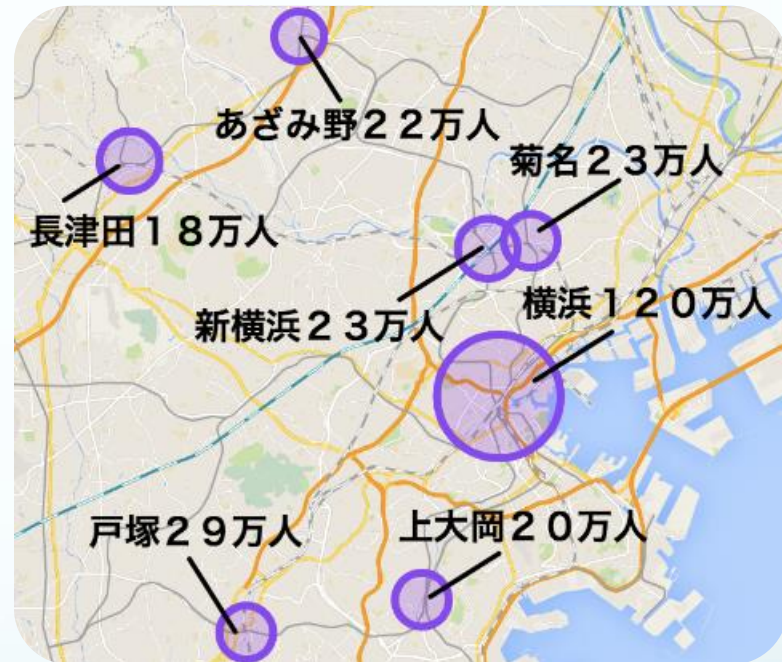 あざみ野２２万人
菊名２３万人
長津田１８万人
新横浜２３万人
横浜１２０万人
戸塚２９万人
上大岡２０万人